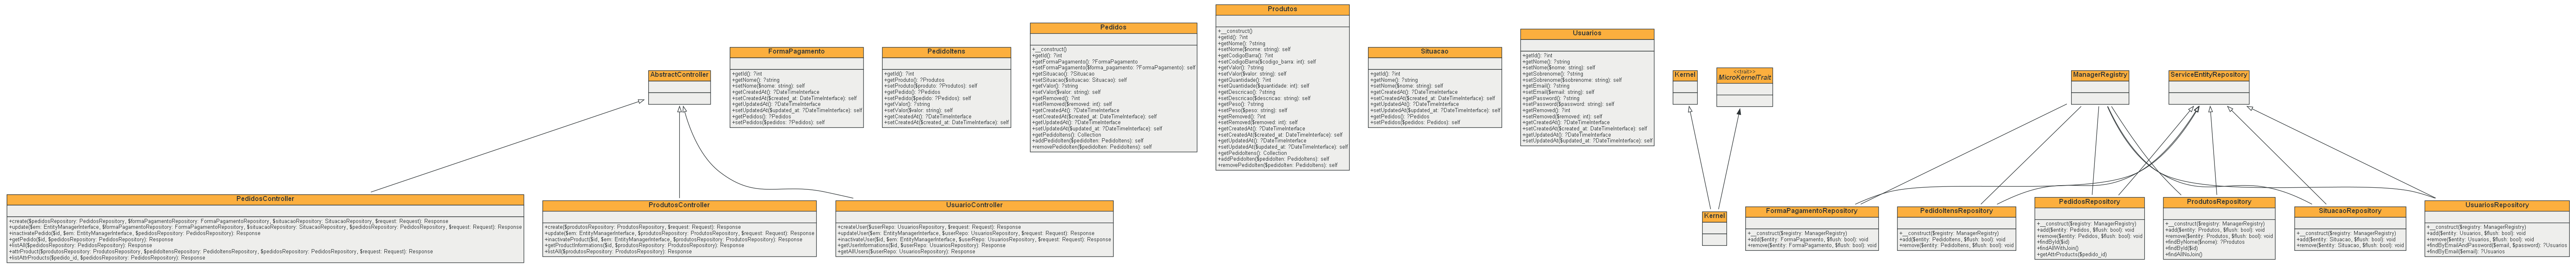 AbstractController
FormaPagamento
+getId(): ?int
+getNome(): ?string
+setNome($nome: string): self
+getCreatedAt(): ?DateTimeInterface
+setCreatedAt($created_at: DateTimeInterface): self
+getUpdatedAt(): ?DateTimeInterface
+setUpdatedAt($updated_at: ?DateTimeInterface): self
+getPedidos(): ?Pedidos
+setPedidos($pedidos: ?Pedidos): self
PedidoItens
+getId(): ?int
+getProduto(): ?Produtos
+setProduto($produto: ?Produtos): self
+getPedido(): ?Pedidos
+setPedido($pedido: ?Pedidos): self
+getValor(): ?string
+setValor($valor: string): self
+getCreatedAt(): ?DateTimeInterface
+setCreatedAt($created_at: DateTimeInterface): self
Pedidos
+__construct()
+getId(): ?int
+getFormaPagamento(): ?FormaPagamento
+setFormaPagamento($forma_pagamento: ?FormaPagamento): self
+getSituacao(): ?Situacao
+setSituacao($situacao: Situacao): self
+getValor(): ?string
+setValor($valor: string): self
+getRemoved(): ?int
+setRemoved($removed: int): self
+getCreatedAt(): ?DateTimeInterface
+setCreatedAt($created_at: DateTimeInterface): self
+getUpdatedAt(): ?DateTimeInterface
+setUpdatedAt($updated_at: ?DateTimeInterface): self
+getPedidoItens(): Collection
+addPedidoIten($pedidoIten: PedidoItens): self
+removePedidoIten($pedidoIten: PedidoItens): self
Produtos
+__construct()
+getId(): ?int
+getNome(): ?string
+setNome($nome: string): self
+getCodigoBarra(): ?int
+setCodigoBarra($codigo_barra: int): self
+getValor(): ?string
+setValor($valor: string): self
+getQuantidade(): ?int
+setQuantidade($quantidade: int): self
+getDescricao(): ?string
+setDescricao($descricao: string): self
+getPeso(): ?string
+setPeso($peso: string): self
+getRemoved(): ?int
+setRemoved($removed: int): self
+getCreatedAt(): ?DateTimeInterface
+setCreatedAt($created_at: DateTimeInterface): self
+getUpdatedAt(): ?DateTimeInterface
+setUpdatedAt($updated_at: ?DateTimeInterface): self
+getPedidoItens(): Collection
+addPedidoIten($pedidoIten: PedidoItens): self
+removePedidoIten($pedidoIten: PedidoItens): self
Situacao
+getId(): ?int
+getNome(): ?string
+setNome($nome: string): self
+getCreatedAt(): ?DateTimeInterface
+setCreatedAt($created_at: DateTimeInterface): self
+getUpdatedAt(): ?DateTimeInterface
+setUpdatedAt($updated_at: ?DateTimeInterface): self
+getPedidos(): ?Pedidos
+setPedidos($pedidos: Pedidos): self
Usuarios
+getId(): ?int
+getNome(): ?string
+setNome($nome: string): self
+getSobrenome(): ?string
+setSobrenome($sobrenome: string): self
+getEmail(): ?string
+setEmail($email: string): self
+getPassword(): ?string
+setPassword($password: string): self
+getRemoved(): ?int
+setRemoved($removed: int): self
+getCreatedAt(): ?DateTimeInterface
+setCreatedAt($created_at: DateTimeInterface): self
+getUpdatedAt(): ?DateTimeInterface
+setUpdatedAt($updated_at: ?DateTimeInterface): self
Kernel
<<trait>>
MicroKernelTrait
ManagerRegistry
ServiceEntityRepository
PedidosController
+create($pedidosRepository: PedidosRepository, $formaPagamentoRepository: FormaPagamentoRepository, $situacaoRepository: SituacaoRepository, $request: Request): Response
+update($em: EntityManagerInterface, $formaPagamentoRepository: FormaPagamentoRepository, $situacaoRepository: SituacaoRepository, $pedidosRepository: PedidosRepository, $request: Request): Response
+inactivatePedido($id, $em: EntityManagerInterface, $pedidosRepository: PedidosRepository): Response
+getPedido($id, $pedidosRepository: PedidosRepository): Response
+listAll($pedidosRepository: PedidosRepository): Response
+attrProduct($produtosRepository: ProdutosRepository, $pedidoItensRepository: PedidoItensRepository, $pedidosRepository: PedidosRepository, $request: Request): Response
+listAttrProducts($pedido_id, $pedidosRepository: PedidosRepository): Response
ProdutosController
+create($produtosRepository: ProdutosRepository, $request: Request): Response
+update($em: EntityManagerInterface, $produtosRepository: ProdutosRepository, $request: Request): Response
+inactivateProduct($id, $em: EntityManagerInterface, $produtosRepository: ProdutosRepository): Response
+getProductInformations($id, $produtosRepository: ProdutosRepository): Response
+listAll($produtosRepository: ProdutosRepository): Response
UsuarioController
+createUser($userRepo: UsuariosRepository, $request: Request): Response
+updateUser($em: EntityManagerInterface, $userRepo: UsuariosRepository, $request: Request): Response
+inactivateUser($id, $em: EntityManagerInterface, $userRepo: UsuariosRepository, $request: Request): Response
+getUserInformations($id, $userRepo: UsuariosRepository): Response
+getAllUsers($userRepo: UsuariosRepository): Response
Kernel
FormaPagamentoRepository
+__construct($registry: ManagerRegistry)
+add($entity: FormaPagamento, $flush: bool): void
+remove($entity: FormaPagamento, $flush: bool): void
PedidoItensRepository
+__construct($registry: ManagerRegistry)
+add($entity: PedidoItens, $flush: bool): void
+remove($entity: PedidoItens, $flush: bool): void
PedidosRepository
+__construct($registry: ManagerRegistry)
+add($entity: Pedidos, $flush: bool): void
+remove($entity: Pedidos, $flush: bool): void
+findById($id)
+findAllWithJoin()
+getAttrProducts($pedido_id)
ProdutosRepository
+__construct($registry: ManagerRegistry)
+add($entity: Produtos, $flush: bool): void
+remove($entity: Produtos, $flush: bool): void
+findByNome($nome): ?Produtos
+findById($id)
+findAllNoJoin()
SituacaoRepository
+__construct($registry: ManagerRegistry)
+add($entity: Situacao, $flush: bool): void
+remove($entity: Situacao, $flush: bool): void
UsuariosRepository
+__construct($registry: ManagerRegistry)
+add($entity: Usuarios, $flush: bool): void
+remove($entity: Usuarios, $flush: bool): void
+findByEmailAndPassword($email, $password): ?Usuarios
+findByEmail($email): ?Usuarios